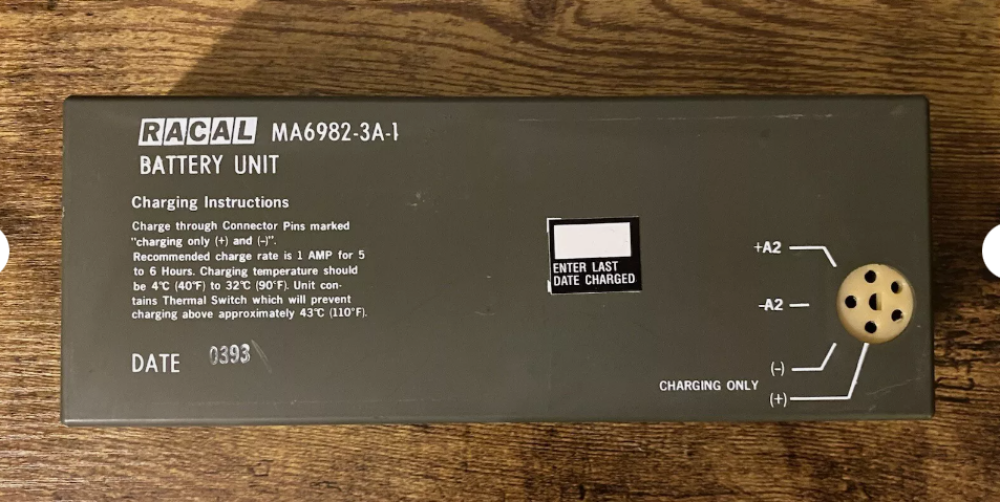 RACAL MA6982-3A-1
BATTERY UNIT
Charging Instructions
Charge through Connector Pins marked
"charging only (+) and (-)".
Recommended charge rate is 1 AMP for 5
to 6 Hours. Charging temperature should
be 4°C (40°F) to 32°C (90°F). Unit con-
tains Thermal Switch which will prevent
charging above approximately 43°C (110°F).
DATE 0393
ENTER LAST
DATE CHARGED
+A2
-A2
(-)
CHARGING ONLY
(+)